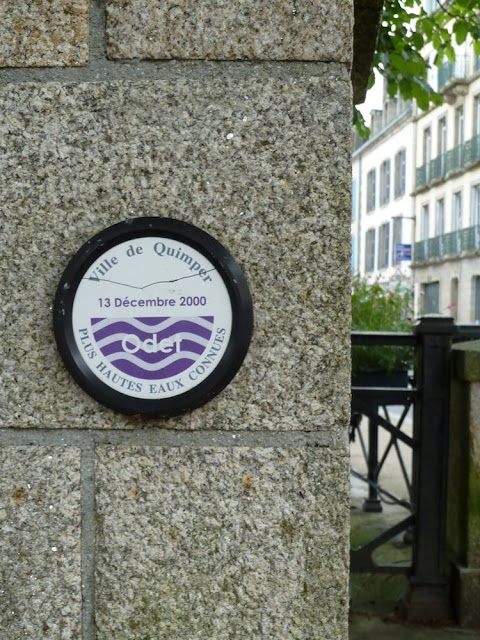 Ville de Quimper
13 Décembre 2000
Odet
PLUS HAUTES EAUX CONNUES